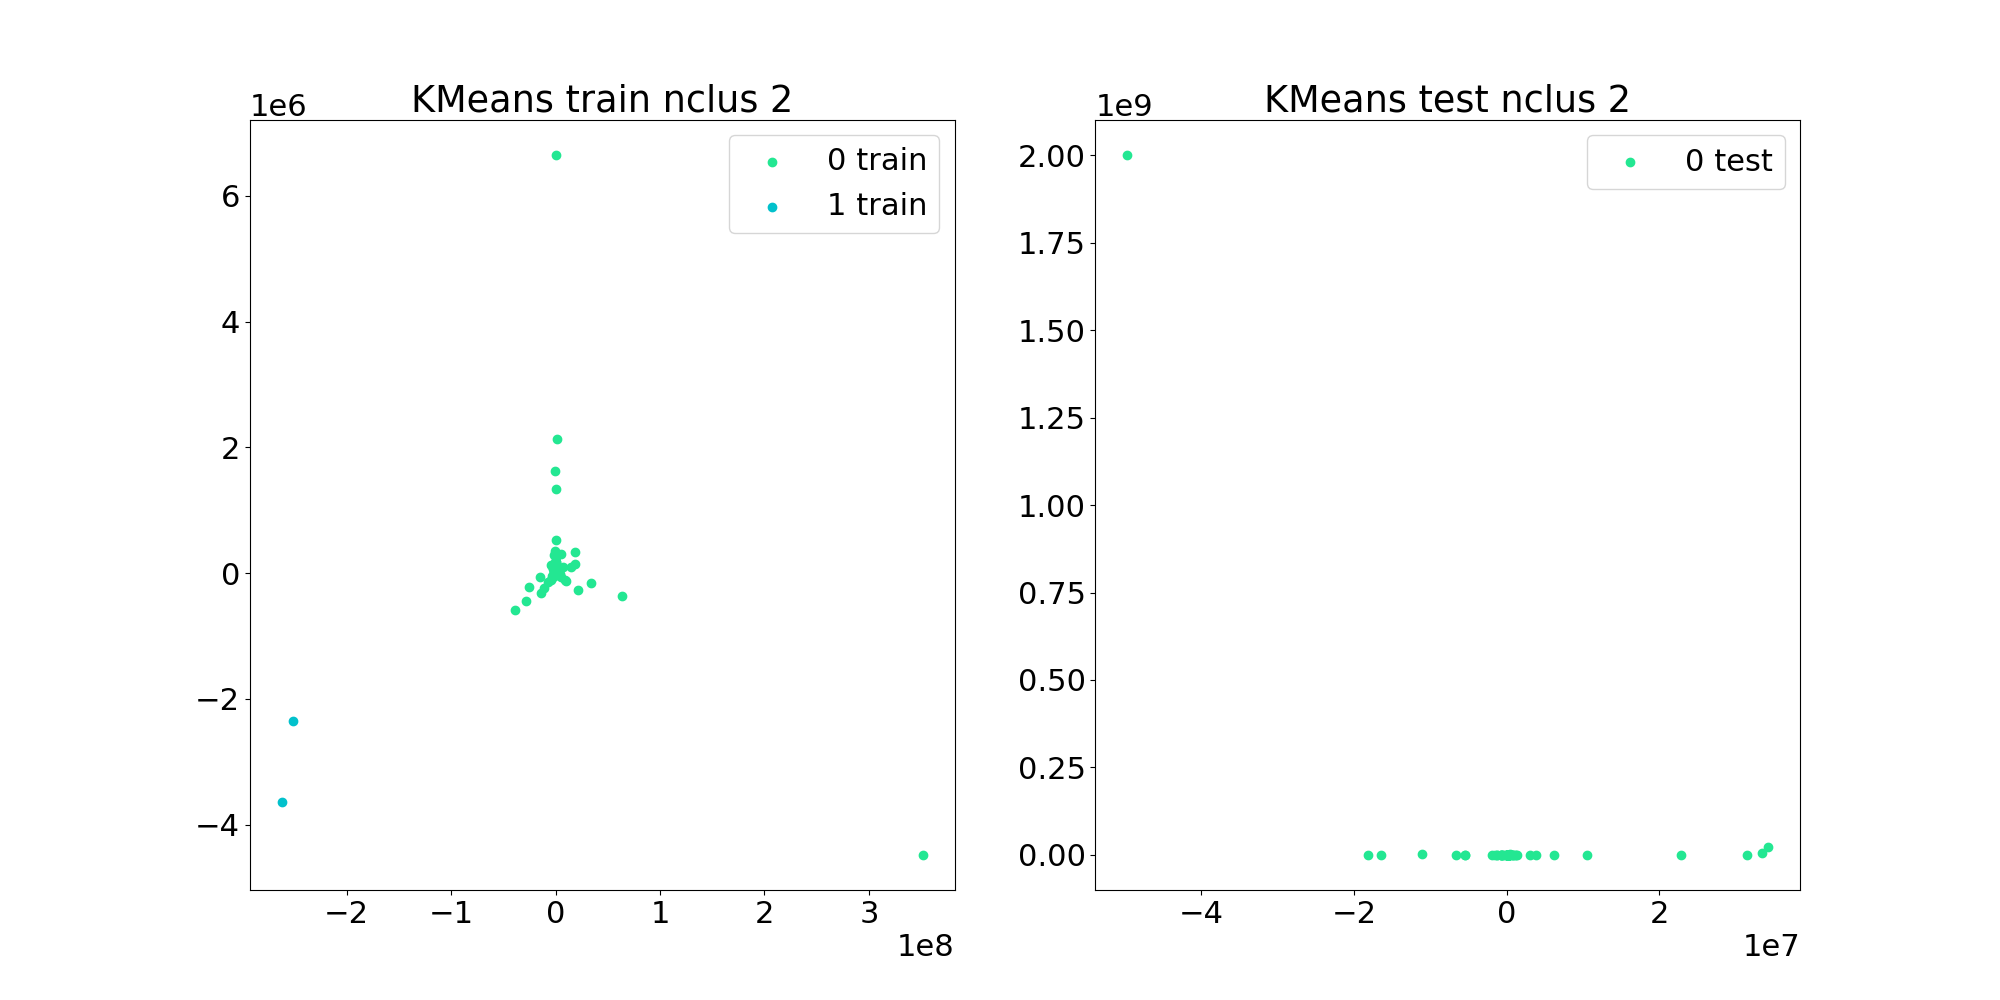 KMeans train nclus 2
1e6
0 train
1 train
6
4
2
0
−2
−4
−2 −1 0 1 2 3
1e8
KMeans test nclus 2
1e9
0 test
2.00
1.75
1.50
1.25
1.00
0.75
0.50
0.25
0.00
−4 −2 0 2
1e7